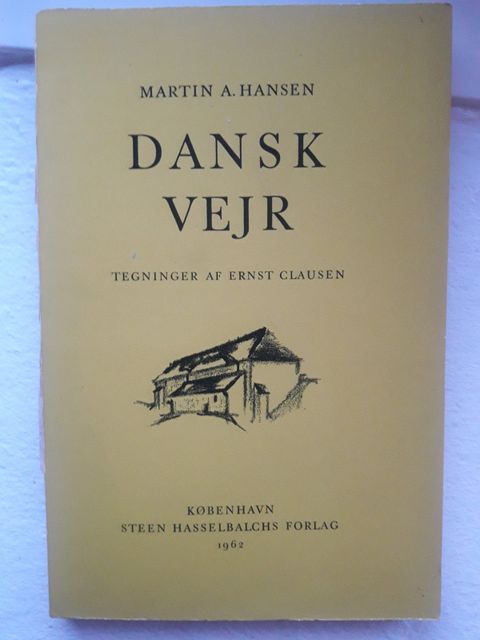 MARTIN A. HANSEN
DANSK
VEJR
TEGNINGER AF ERNST CLAUSEN
KØBENHAVN
STEEN HASSELBALCHS FORLAG
1962